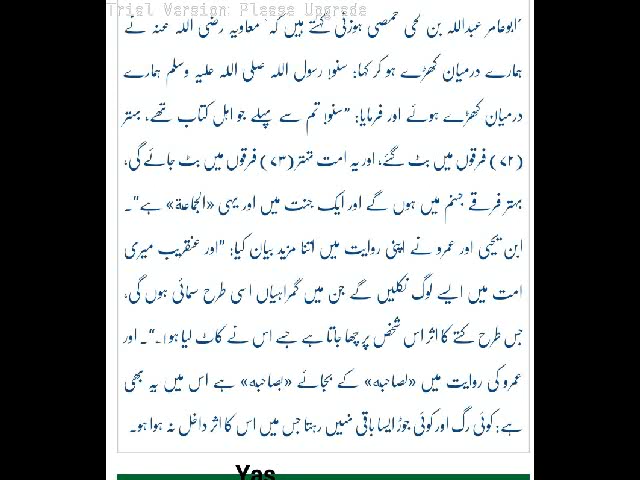 Triel Version Please Upgrade
’ابوعامر عبداللہ بن لحی حمصی ہوزنی کہتے ہیں کہ‘ معاویہ رضی اللہ عنہ نے
ہمارے درمیان کھڑے ہو کر کہا: سنو! رسول اللہ صلی اللہ علیہ وسلم ہمارے
درمیان کھڑے ہوئے اور فرمایا: ”سنو! تم سے پہلے جو اہل کتاب تھے، بہتر
(۷۲) فرقوں میں بٹ گئے، اور یہ امت تہتر (۷۳) فرقوں میں بٹ جائے گی،
بہتر فرقے جہنم میں ہوں گے اور ایک جنت میں اور یہی «الجماعة» ہے“۔
ابن یحییٰ اور عمرو نے اپنی روایت میں اتنا مزید بیان کیا: ”اور عنقریب میری
امت میں ایسے لوگ نکلیں گے جن میں گمراہیاں اسی طرح سمائی ہوں گی،
جس طرح کتے کا اثر اس شخص پر چھا جاتا ہے جسے اس نے کاٹ لیا ہو ۱؎“۔ اور
عمرو کی روایت میں «لصاحبه» کے بجائے «بصاحبه» ہے اس میں یہ بھی
ہے: کوئی رگ اور کوئی جوڑ ایسا باقی نہیں رہتا جس میں اس کا اثر داخل نہ ہوا ہو۔
Yas